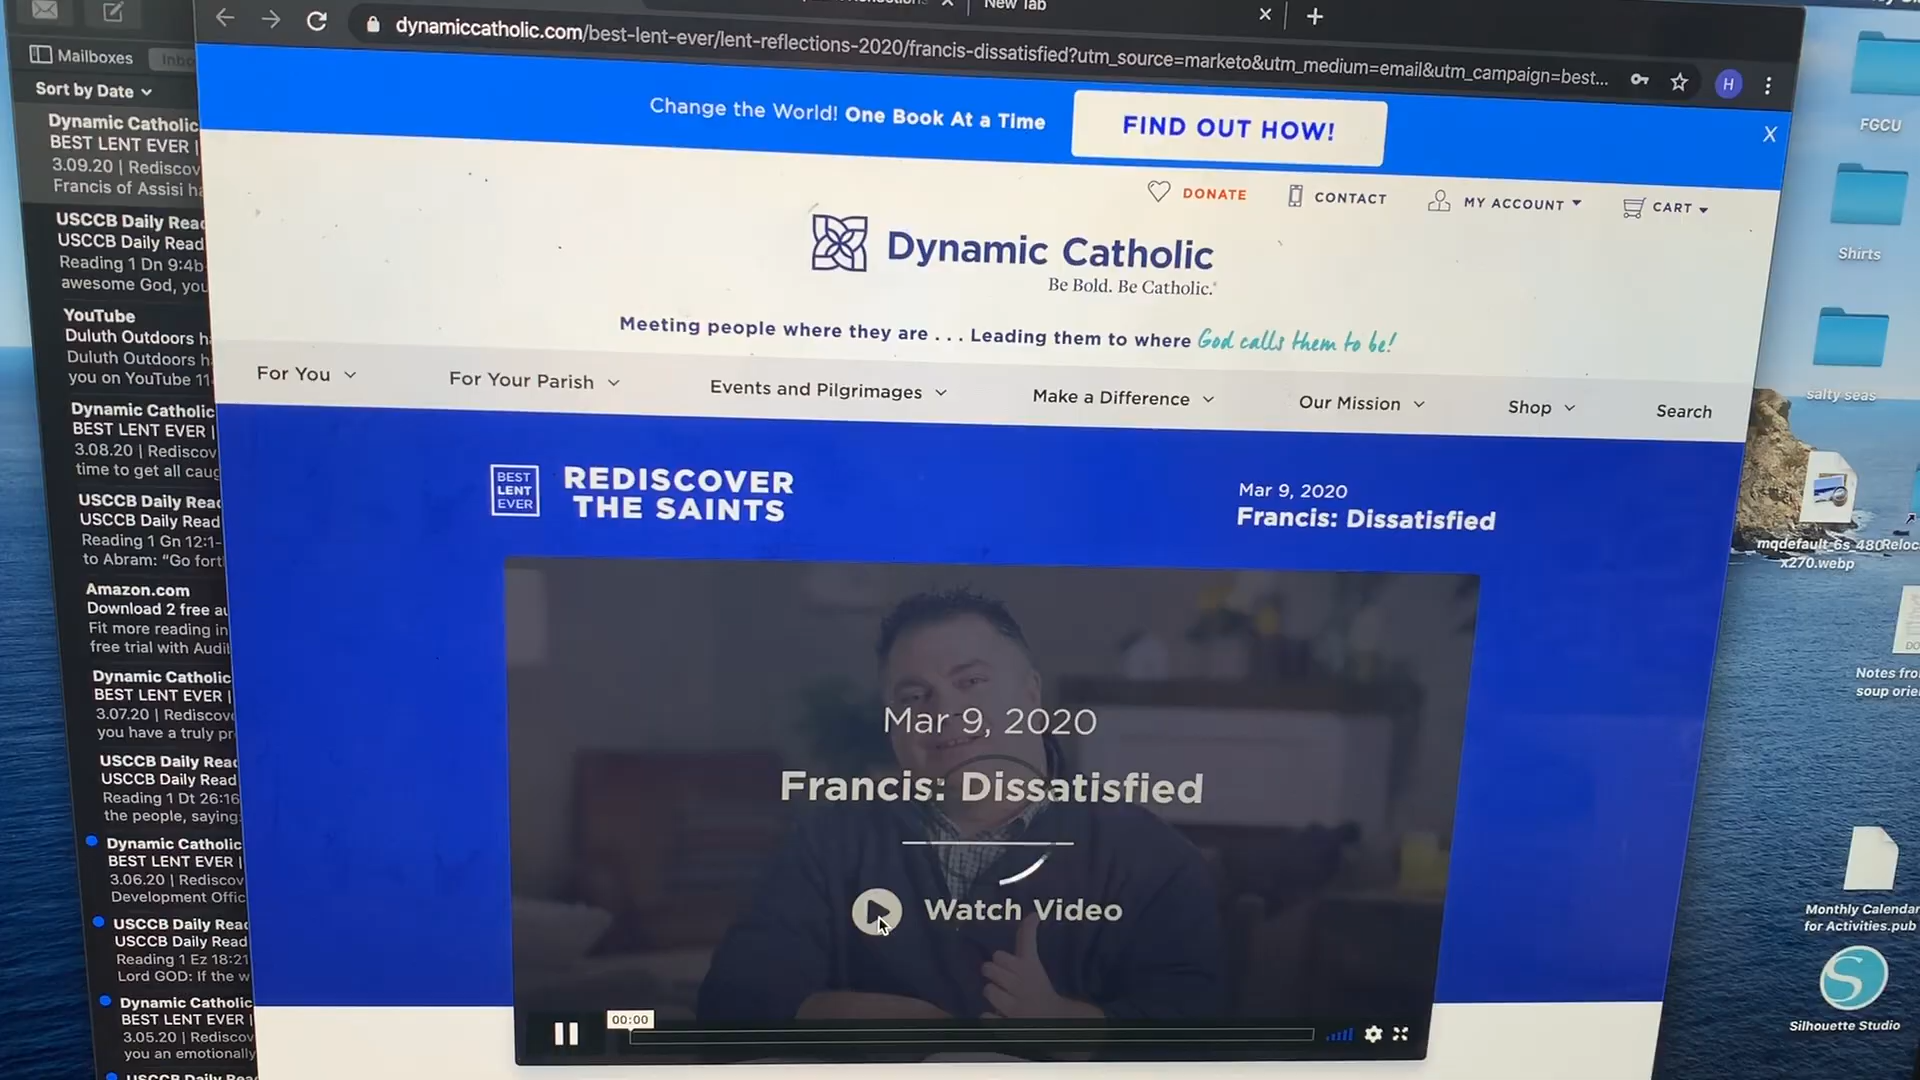 New Tab
dynamiccatholic.com/best-lent-ever/lent-reflections-2020/francis-dissatisfied?utm_source=marketo&utm_medium=email&utm_campaign=best...
H
Change the World! One Book At a Time
FIND OUT HOW!
X
DONATE
CONTACT
MY ACCOUNT
CART
Dynamic Catholic
Be Bold. Be Catholic.
Meeting people where they are . . . Leading them to where God calls them to be!
For You
For Your Parish
Events and Pilgrimages
Make a Difference
Our Mission
Shop
Search
BEST
LENT
EVER
REDISCOVER
THE SAINTS
Mar 9, 2020
Francis: Dissatisfied
Mar 9, 2020
Francis: Dissatisfied
Watch Video
00:00
Mailboxes
Sort by Date
Dynamic Catholic
BEST LENT EVER |
3.09.20 | Rediscov
Francis of Assisi
USCCB Daily
USCCB Daily Read
Reading 1 Dn 9:4b
awesome God, you
YouTube
Duluth Outdoors
Duluth Outdoors
you on YouTube 11
Dynamic Catholic
BEST LENT EVER |
3.08.20 | Rediscov
time to get all
USCCB Daily
USCCB Daily Read
Reading 1 Gn 12:1-
to Abram: “Go fort
Amazon.com
Download 2 free
Fit more reading in
free trial with Audi
Dynamic Catholic
BEST LENT EVER |
3.07.20 | Rediscov
you have a truly pr
USCCB Daily
USCCB Daily Read
Reading 1 Dt 26:16
the people, saying:
Dynamic Catholic
BEST LENT EVER |
3.06.20 | Rediscov
Development Offic
USCCB Daily
USCCB Daily Read
Reading 1 Ez 18:21
Lord GOD: If the w
Dynamic Catholic
BEST LENT EVER |
3.05.20 | Rediscov
you an emotionally
USCCB Daily
FGCU
Shirts
salty seas
mqdefault_6s_480
x270.webp
Reloc
Notes fro
soup orie
Monthly Calendar
for Activities.pub
Silhouette Studio